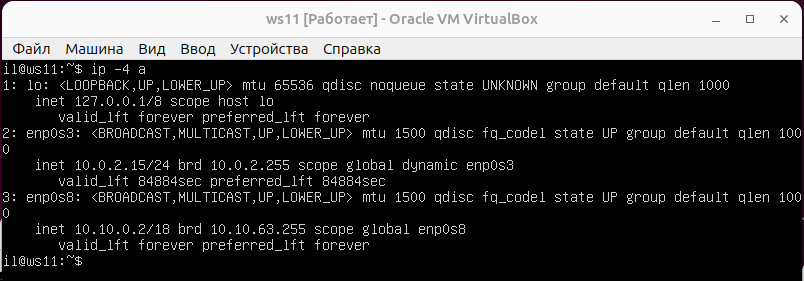 ws11 [Работает] - Oracle VM VirtualBox
Файл Машина Вид Ввод Устройства Справка
il@ws11:~$ ip -4 a
1: lo: <LOOPBACK,UP,LOWER_UP> mtu 65536 qdisc noqueue state UNKNOWN group default qlen 1000
    inet 127.0.0.1/8 scope host lo
       valid_lft forever preferred_lft forever
2: enp0s3: <BROADCAST,MULTICAST,UP,LOWER_UP> mtu 1500 qdisc fq_codel state UP group default qlen 100
0
    inet 10.0.2.15/24 brd 10.0.2.255 scope global dynamic enp0s3
       valid_lft 84884sec preferred_lft 84884sec
3: enp0s8: <BROADCAST,MULTICAST,UP,LOWER_UP> mtu 1500 qdisc fq_codel state UP group default qlen 100
0
    inet 10.10.0.2/18 brd 10.10.63.255 scope global enp0s8
       valid_lft forever preferred_lft forever
il@ws11:~$